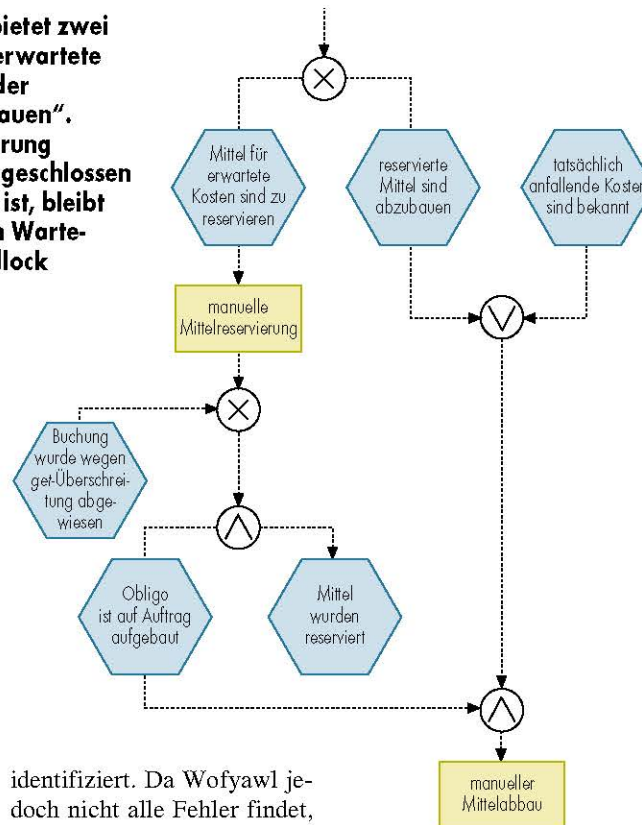 bietet zwei
erwartete
der
auen“.
rung
geschlossen
ist, bleibt
n Warte-
dlock
Mittel für
erwartete
Kosten sind zu
reservieren
reservierte
Mittel sind
abzubauen
tatsächlich
anfallende Kosten
sind bekannt
manuelle
Mittelreservierung
Buchung
wurde wegen
get-Überschrei-
tung abge-
wiesen
Obligo
ist auf Auftrag
aufgebaut
Mittel
wurden
reserviert
manueller
Mittelabbau
identifiziert. Da Wofyawl je-
doch nicht alle Fehler findet,